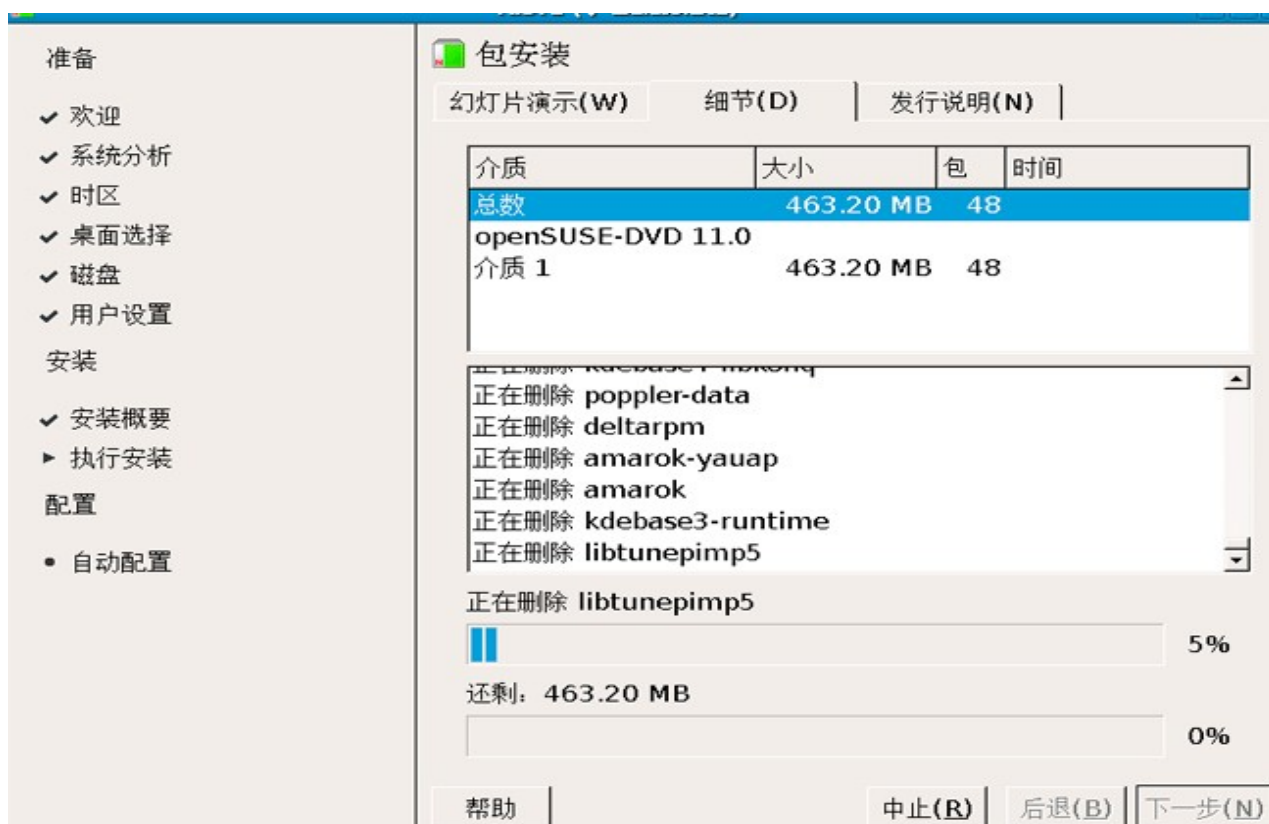 准备
✔ 欢迎
✔ 系统分析
✔ 时区
✔ 桌面选择
✔ 磁盘
✔ 用户设置
安装
✔ 安装概要
▸ 执行安装
配置
• 自动配置
包安装
幻灯片演示(W) 细节(D) 发行说明(N)
介质 大小 包 时间
总数 463.20 MB 48
openSUSE-DVD 11.0
介质 1 463.20 MB 48
正在删除 poppler-data
正在删除 deltarpm
正在删除 amarok-yauap
正在删除 amarok
正在删除 kdebase3-runtime
正在删除 libtunepimp5
正在删除 libtunepimp5
5%
还剩: 463.20 MB
0%
帮助 中止(R) 后退(B) 下一步(N)